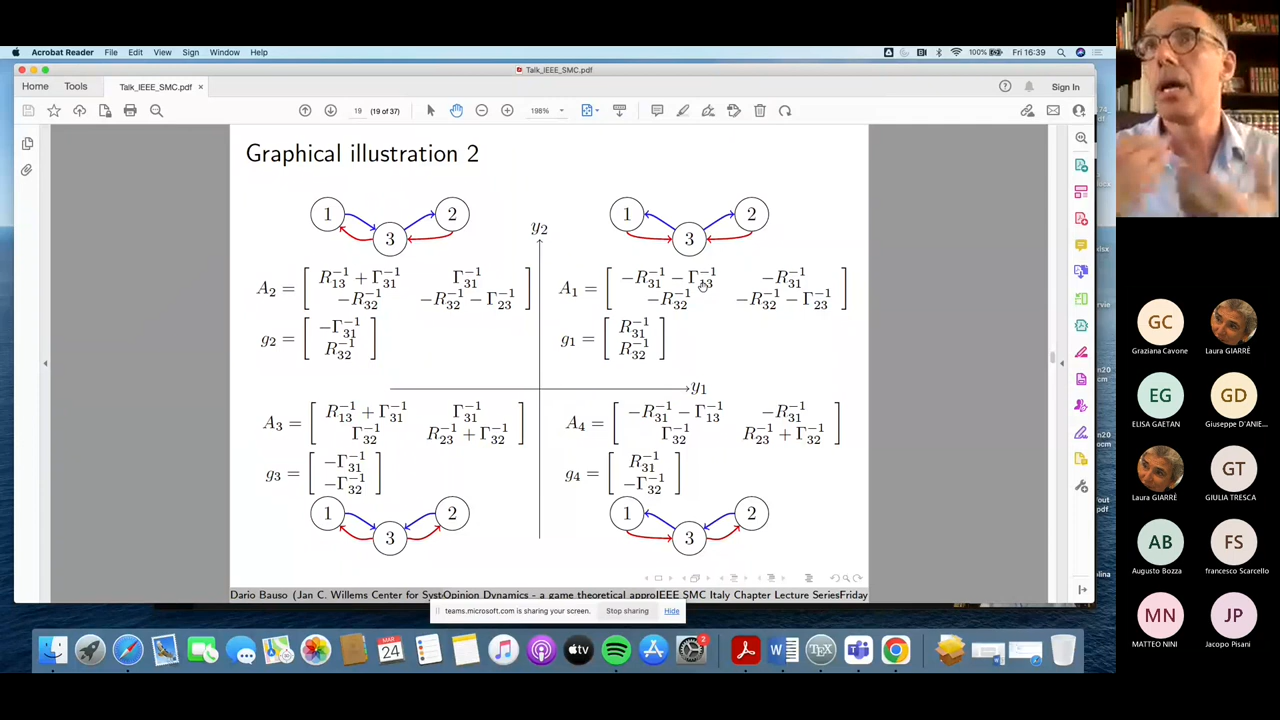 Acrobat Reader File Edit View Sign Window Help 100% Fri 16:39
Talk_IEEE_SMC.pdf
Home Tools Talk_IEEE_SMC.pdf × Sign In
19 (19 of 37) 198%
Graphical illustration 2
1 2 3
1 2 3
y₂
A₂ = [ R₃₁⁻¹ + Γ₁₃⁻¹ Γ₃₁⁻¹
−R₃₂⁻¹ −R₃₂⁻¹ − Γ₂₃⁻¹ ]
A₁ = [ −R₃₁⁻¹ − Γ₁₃⁻¹ −R₃₁⁻¹
−R₃₂⁻¹ −R₃₂⁻¹ − Γ₂₃⁻¹ ]
g₂ = [ −Γ₃₁⁻¹
R₃₂⁻¹ ]
g₁ = [ R₃₁⁻¹
R₃₂⁻¹ ]
y₁
A₃ = [ R₁₃⁻¹ + Γ₃₁⁻¹ Γ₃₁⁻¹
Γ₃₂⁻¹ R₂₃⁻¹ + Γ₃₂⁻¹ ]
A₄ = [ −R₃₁⁻¹ − Γ₁₃⁻¹ −R₃₁⁻¹
Γ₃₂⁻¹ R₂₃⁻¹ + Γ₃₂⁻¹ ]
g₃ = [ −Γ₃₁⁻¹
−Γ₃₂⁻¹ ]
g₄ = [ R₃₁⁻¹
−Γ₃₂⁻¹ ]
1 2 3
1 2 3
Dario Bauso (Jan C. Willems Center for Syst Opinion Dynamics - a game theoretical appro IEEE SMC Italy Chapter Lecture Series Friday
teams.microsoft.com is sharing your screen. Stop sharing Hide
MAR
24
tv
2
W
TEX
GC
Graziana Cavone
Laura GIARRÉ
EG
ELISA GAETAN
GD
Giuseppe D'ANIE...
Laura GIARRÉ
GT
GIULIA TRESCA
AB
Augusto Bozza
FS
francesco Scarcello
MN
MATTEO NINI
JP
Jacopo Pisani